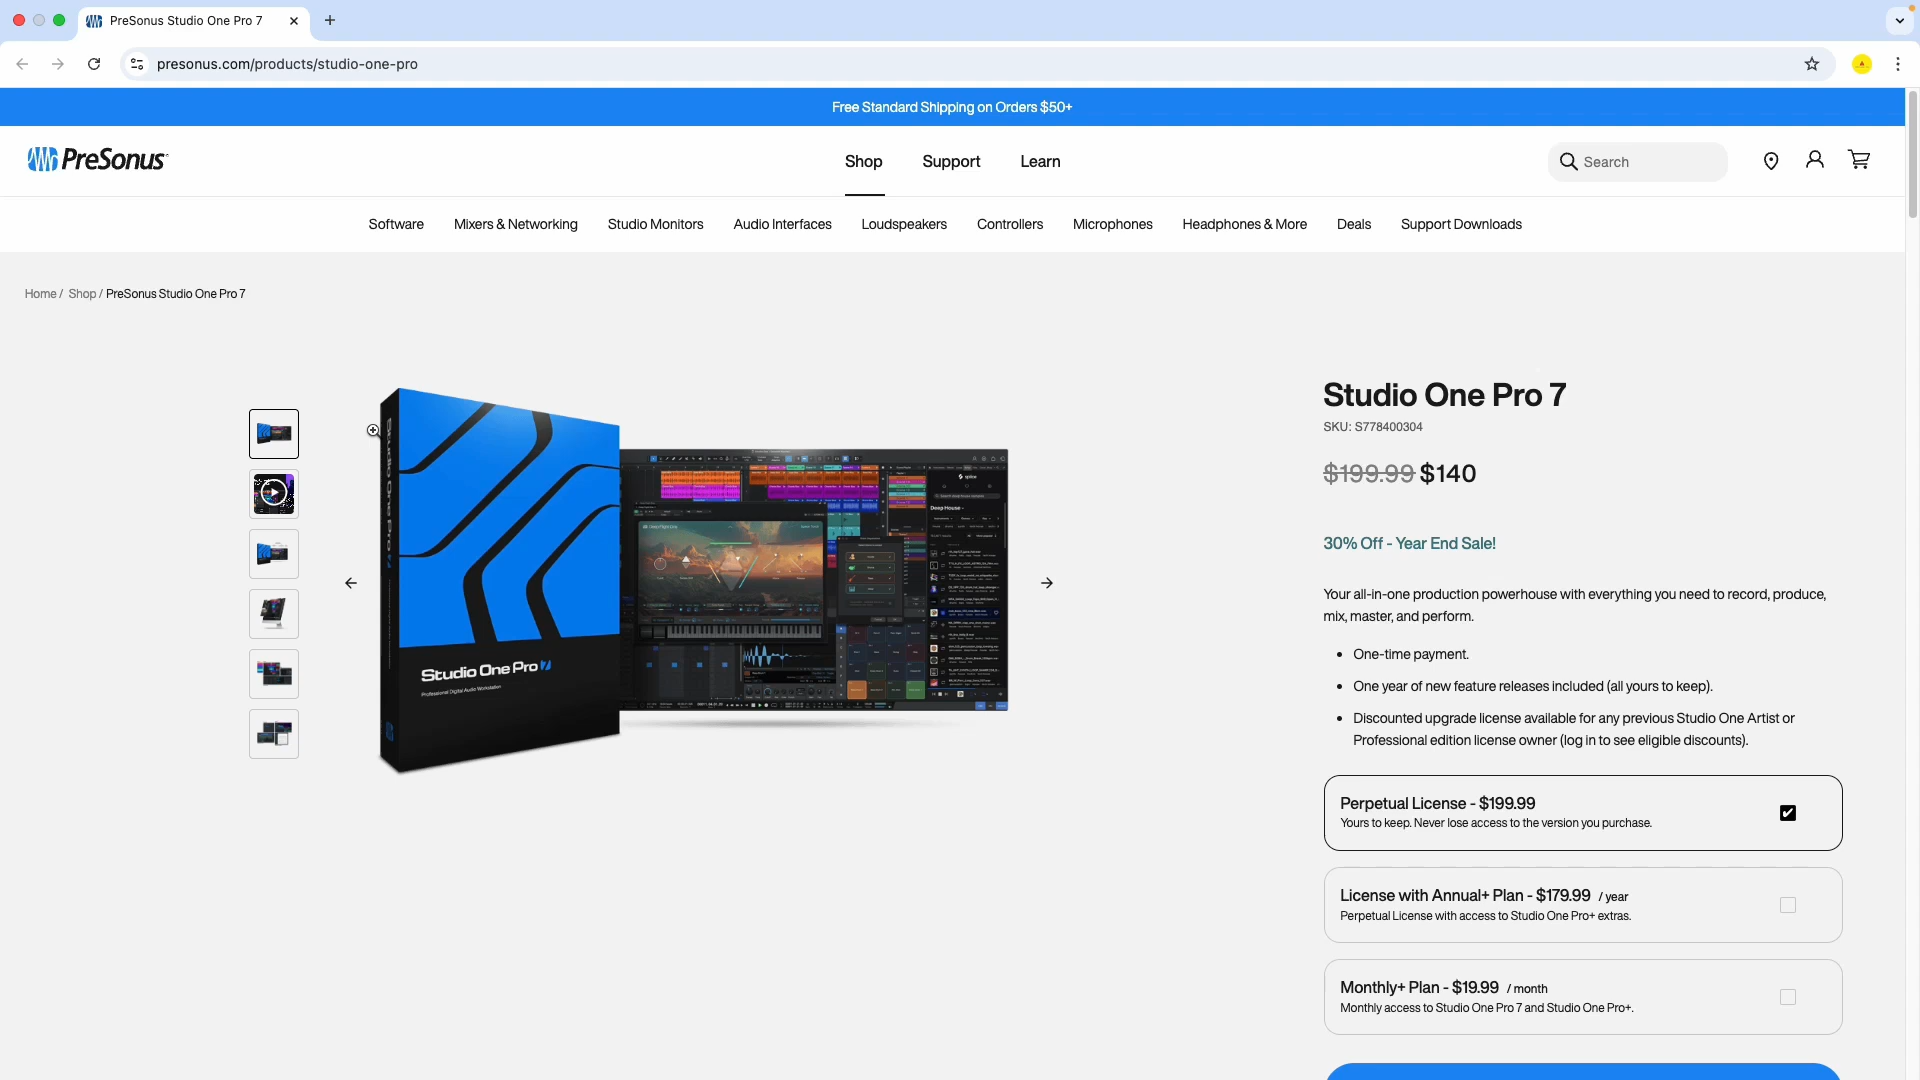 PreSonus Studio One Pro 7
presonus.com/products/studio-one-pro
Free Standard Shipping on Orders $50+
PreSonus
Shop
Support
Learn
Search
Software
Mixers & Networking
Studio Monitors
Audio Interfaces
Loudspeakers
Controllers
Microphones
Headphones & More
Deals
Support Downloads
Home / Shop / PreSonus Studio One Pro 7
Studio One Pro 7
Professional Digital Audio Workstation
splice
Deep House
Studio One Pro 7
SKU: S778400304
$199.99 $140
30% Off - Year End Sale!
Your all-in-one production powerhouse with everything you need to record, produce,
mix, master, and perform.
One-time payment.
One year of new feature releases included (all yours to keep).
Discounted upgrade license available for any previous Studio One Artist or
Professional edition license owner (log in to see eligible discounts).
Perpetual License - $199.99
Yours to keep. Never lose access to the version you purchase.
License with Annual+ Plan - $179.99 / year
Perpetual License with access to Studio One Pro+ extras.
Monthly+ Plan - $19.99 / month
Monthly access to Studio One Pro 7 and Studio One Pro+.